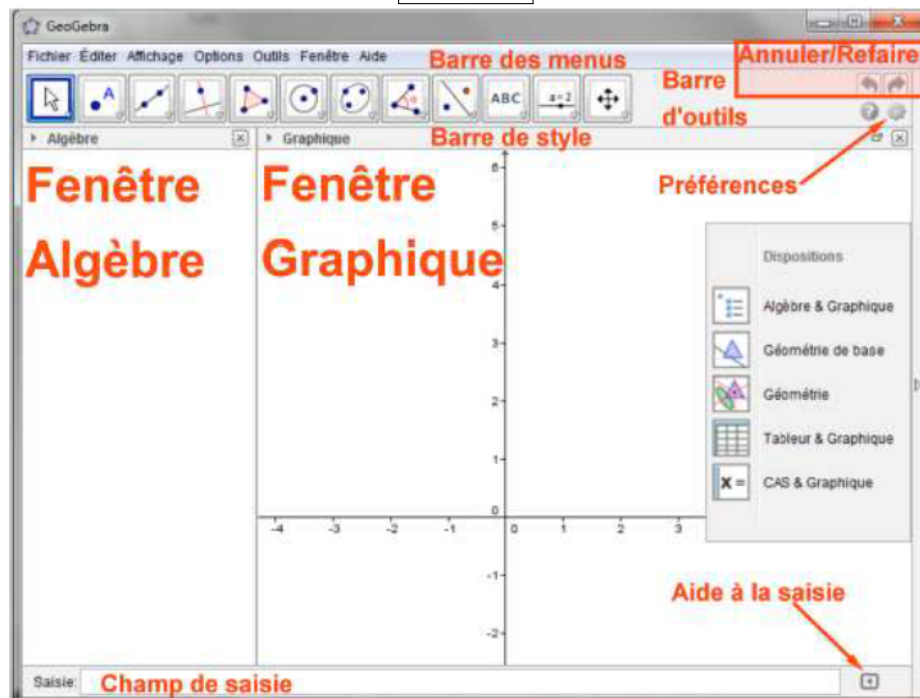 GeoGebra
Fichier Éditer Affichage Options Outils Fenêtre Aide
Barre des menus
Annuler/Refaire
A
ABC
a=2
Barre
d'outils
Algèbre
Graphique
Barre de style
Préférences
Fenêtre
Algèbre
Fenêtre
Graphique
6
5
4
3
2
1
0
-4 -3 -2 -1 0 1 2 3
-1
-2
Dispositions
Algèbre & Graphique
Géométrie de base
Géométrie
Tableur & Graphique
X = CAS & Graphique
Aide à la saisie
Saisie: Champ de saisie